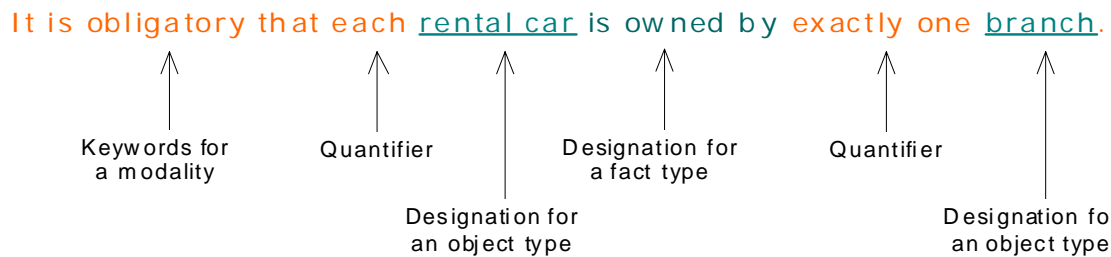 It is obligatory that each rental car is owned by exactly one branch.
Keywords for
a modality
Quantifier
Designation for
a fact type
Quantifier
Designation for
an object type
Designation fo
an object type